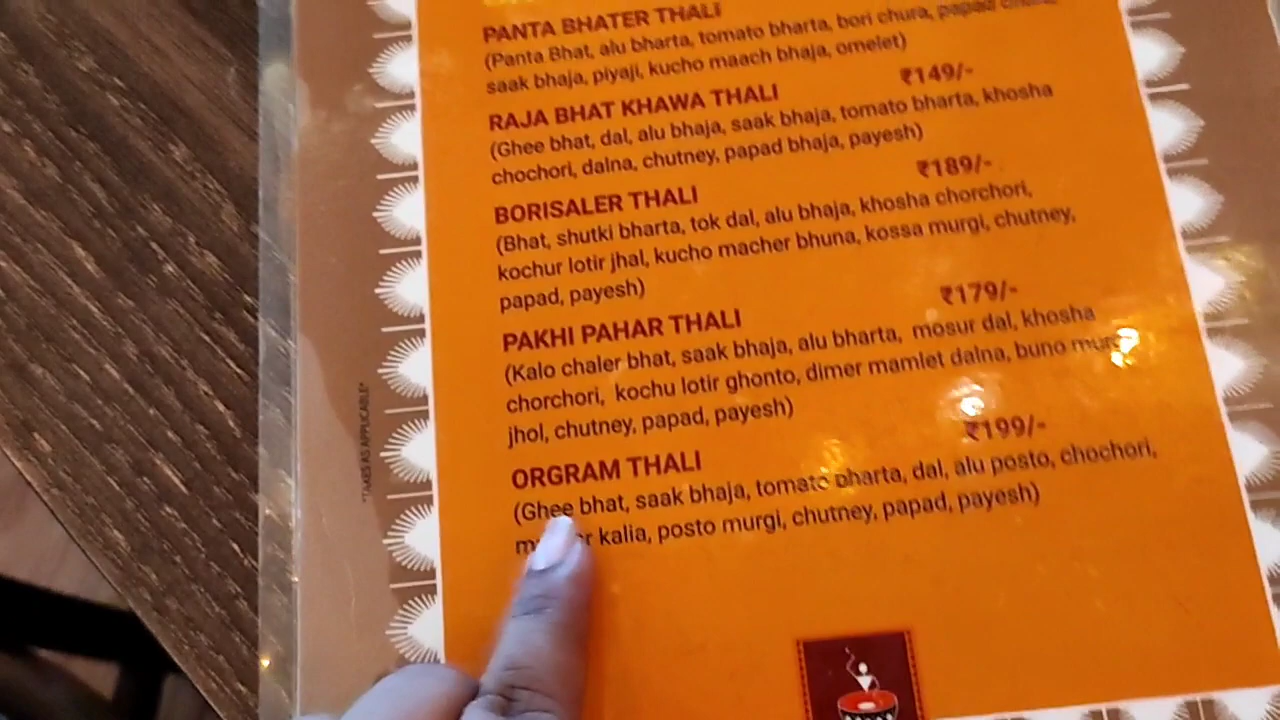 PANTA BHATER THALI
(Panta Bhat, alu bharta, tomato bharta, bori chura, papad
saak bhaja, piyaji, kucho maach bhaja, omelet)
₹149/-
RAJA BHAT KHAWA THALI
(Ghee bhat, dal, alu bhaja, saak bhaja, tomato bharta, khosha
chochori, dalna, chutney, papad bhaja, payesh)
₹189/-
BORISALER THALI
(Bhat, shutki bharta, tok dal, alu bhaja, khosha chorchori,
kochur lotir jhal, kucho macher bhuna, kossa murgi, chutney,
papad, payesh)
₹179/-
PAKHI PAHAR THALI
(Kalo chaler bhat, saak bhaja, alu bharta, mosur dal, khosha
chorchori, kochu lotir ghonto, dimer mamlet dalna, buno
jhol, chutney, papad, payesh)
₹199/-
ORGRAM THALI
(Ghee bhat, saak bhaja, tomato bharta, dal, alu posto, chochori,
kalia, posto murgi, chutney, papad, payesh)
*TAXES AS APPLICABLE*